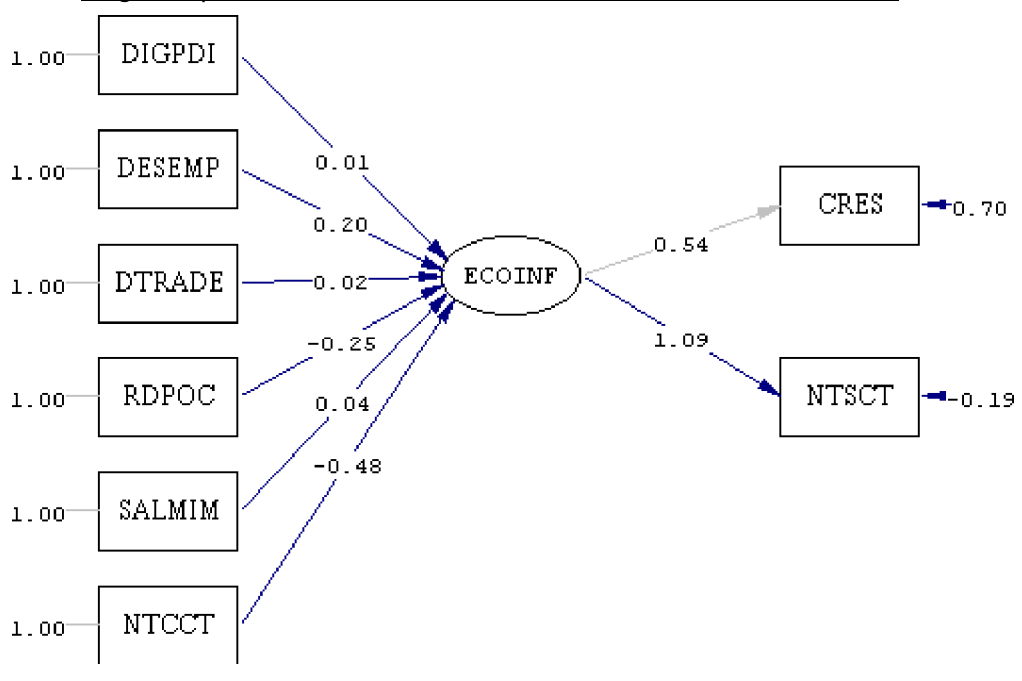 1.00 DIGPDI
0.01
1.00 DESEMP
0.20
CRES 0.70
0.54
1.00 DTRADE
0.02
ECOINF
-0.25
1.09
1.00 RDPOC
NTSCT -0.19
0.04
-0.48
1.00 SALMIM
1.00 NTCCT